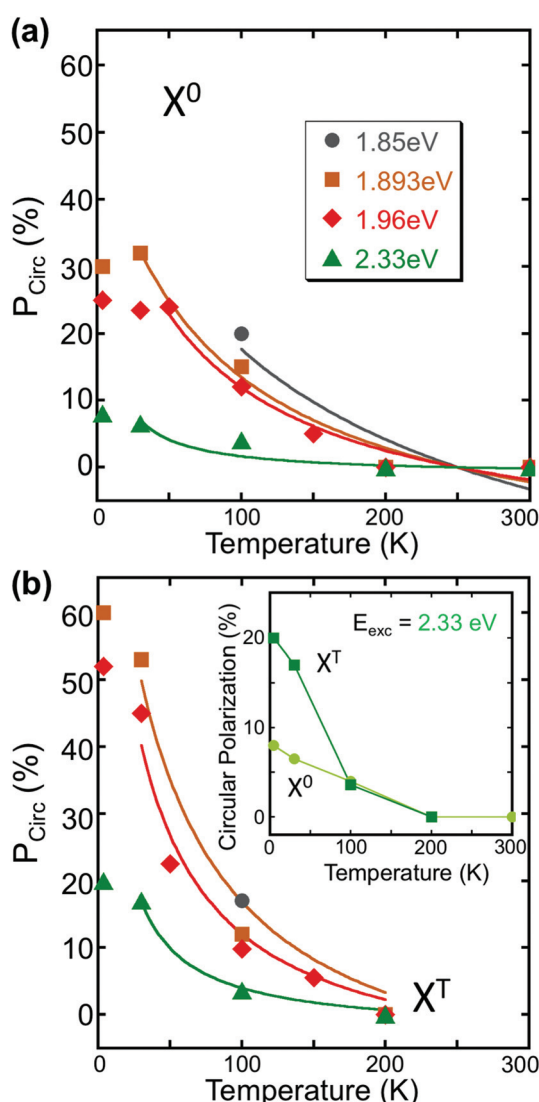 (a)
60
50
40
30
20
10
0
P_Circ (%)
X^0
1.85eV
1.893eV
1.96eV
2.33eV
0 100 200 300
Temperature (K)
(b)
60
50
40
30
20
10
0
P_Circ (%)
Circular Polarization (%)
20
10
0
E_exc = 2.33 eV
X^T
X^0
0 100 200 300
Temperature (K)
X^T
0 100 200 300
Temperature (K)